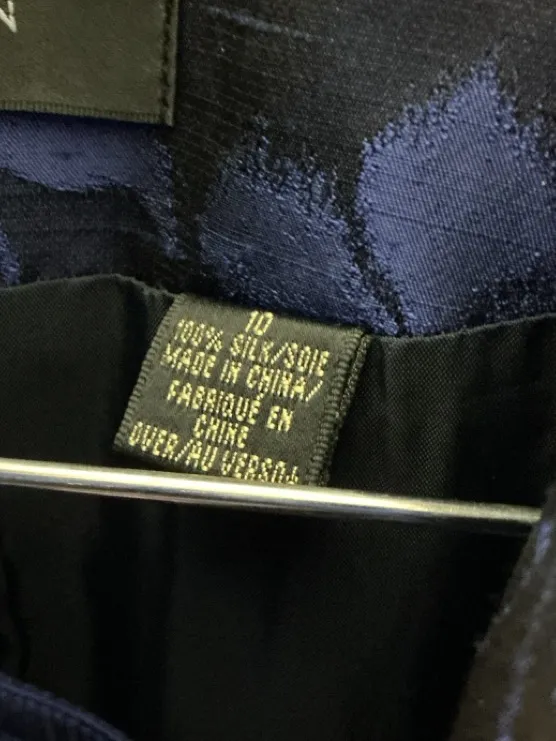 10
100% SILK/SOIE
MADE IN CHINA/
FABRIQUÉ EN
CHINE
OVER/AU VERSO↴